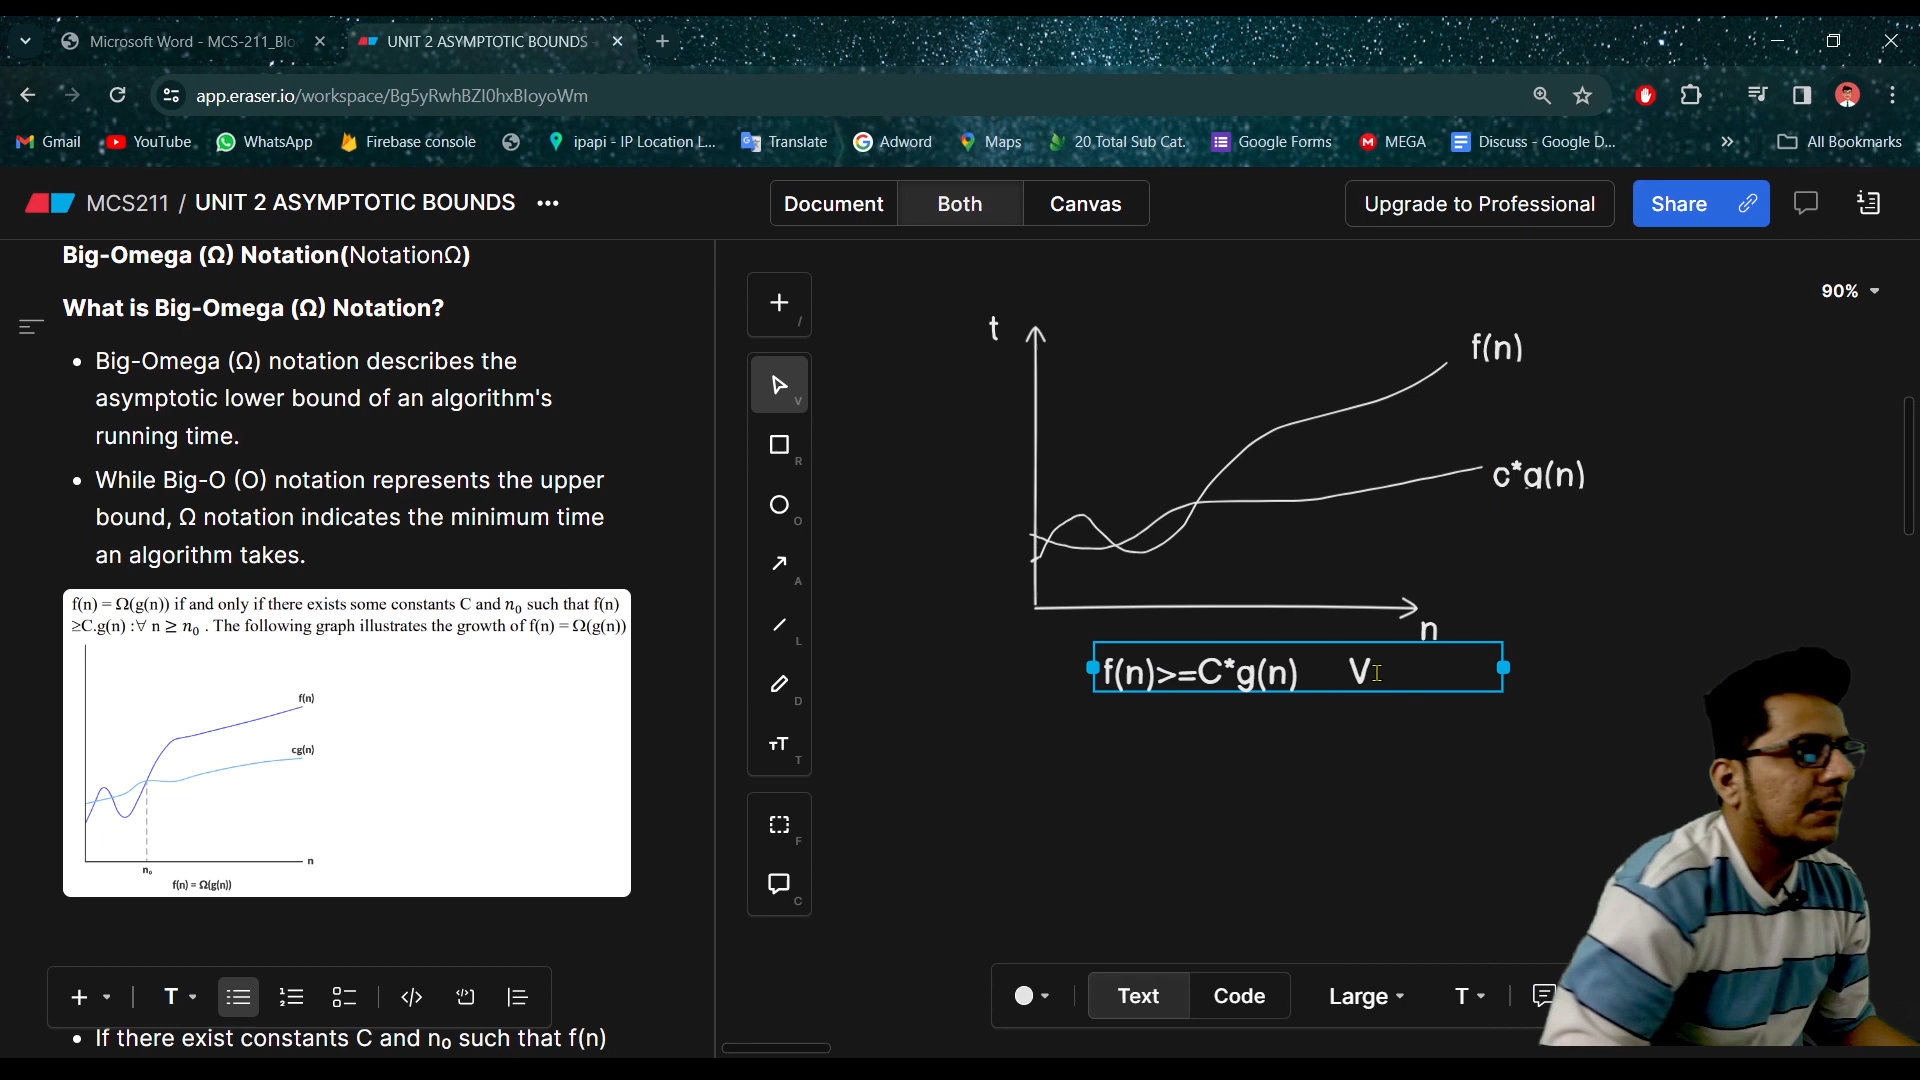 Microsoft Word - MCS-211_Blo
UNIT 2 ASYMPTOTIC BOUNDS
app.eraser.io/workspace/Bg5yRwhBZI0hxBIoyoWm
Gmail YouTube WhatsApp Firebase console ipapi - IP Location L... Translate Adword Maps 20 Total Sub Cat. Google Forms MEGA Discuss - Google D... » All Bookmarks
MCS211 / UNIT 2 ASYMPTOTIC BOUNDS •••
Document Both Canvas
Upgrade to Professional Share
Big-Omega (Ω) Notation(NotationΩ)
What is Big-Omega (Ω) Notation?
• Big-Omega (Ω) notation describes the
asymptotic lower bound of an algorithm's
running time.
• While Big-O (O) notation represents the upper
bound, Ω notation indicates the minimum time
an algorithm takes.
f(n) = Ω(g(n)) if and only if there exists some constants C and n₀ such that f(n)
≥C.g(n) :∀ n ≥ n₀ . The following graph illustrates the growth of f(n) = Ω(g(n))
f(n)
cg(n)
n
n₀
f(n) = Ω(g(n))
• If there exist constants C and n₀ such that f(n)
T
/
V
R
O
A
L
D
T
F
C
90%
t
f(n)
c*g(n)
n
f(n)>=C*g(n) V
Text Code Large T